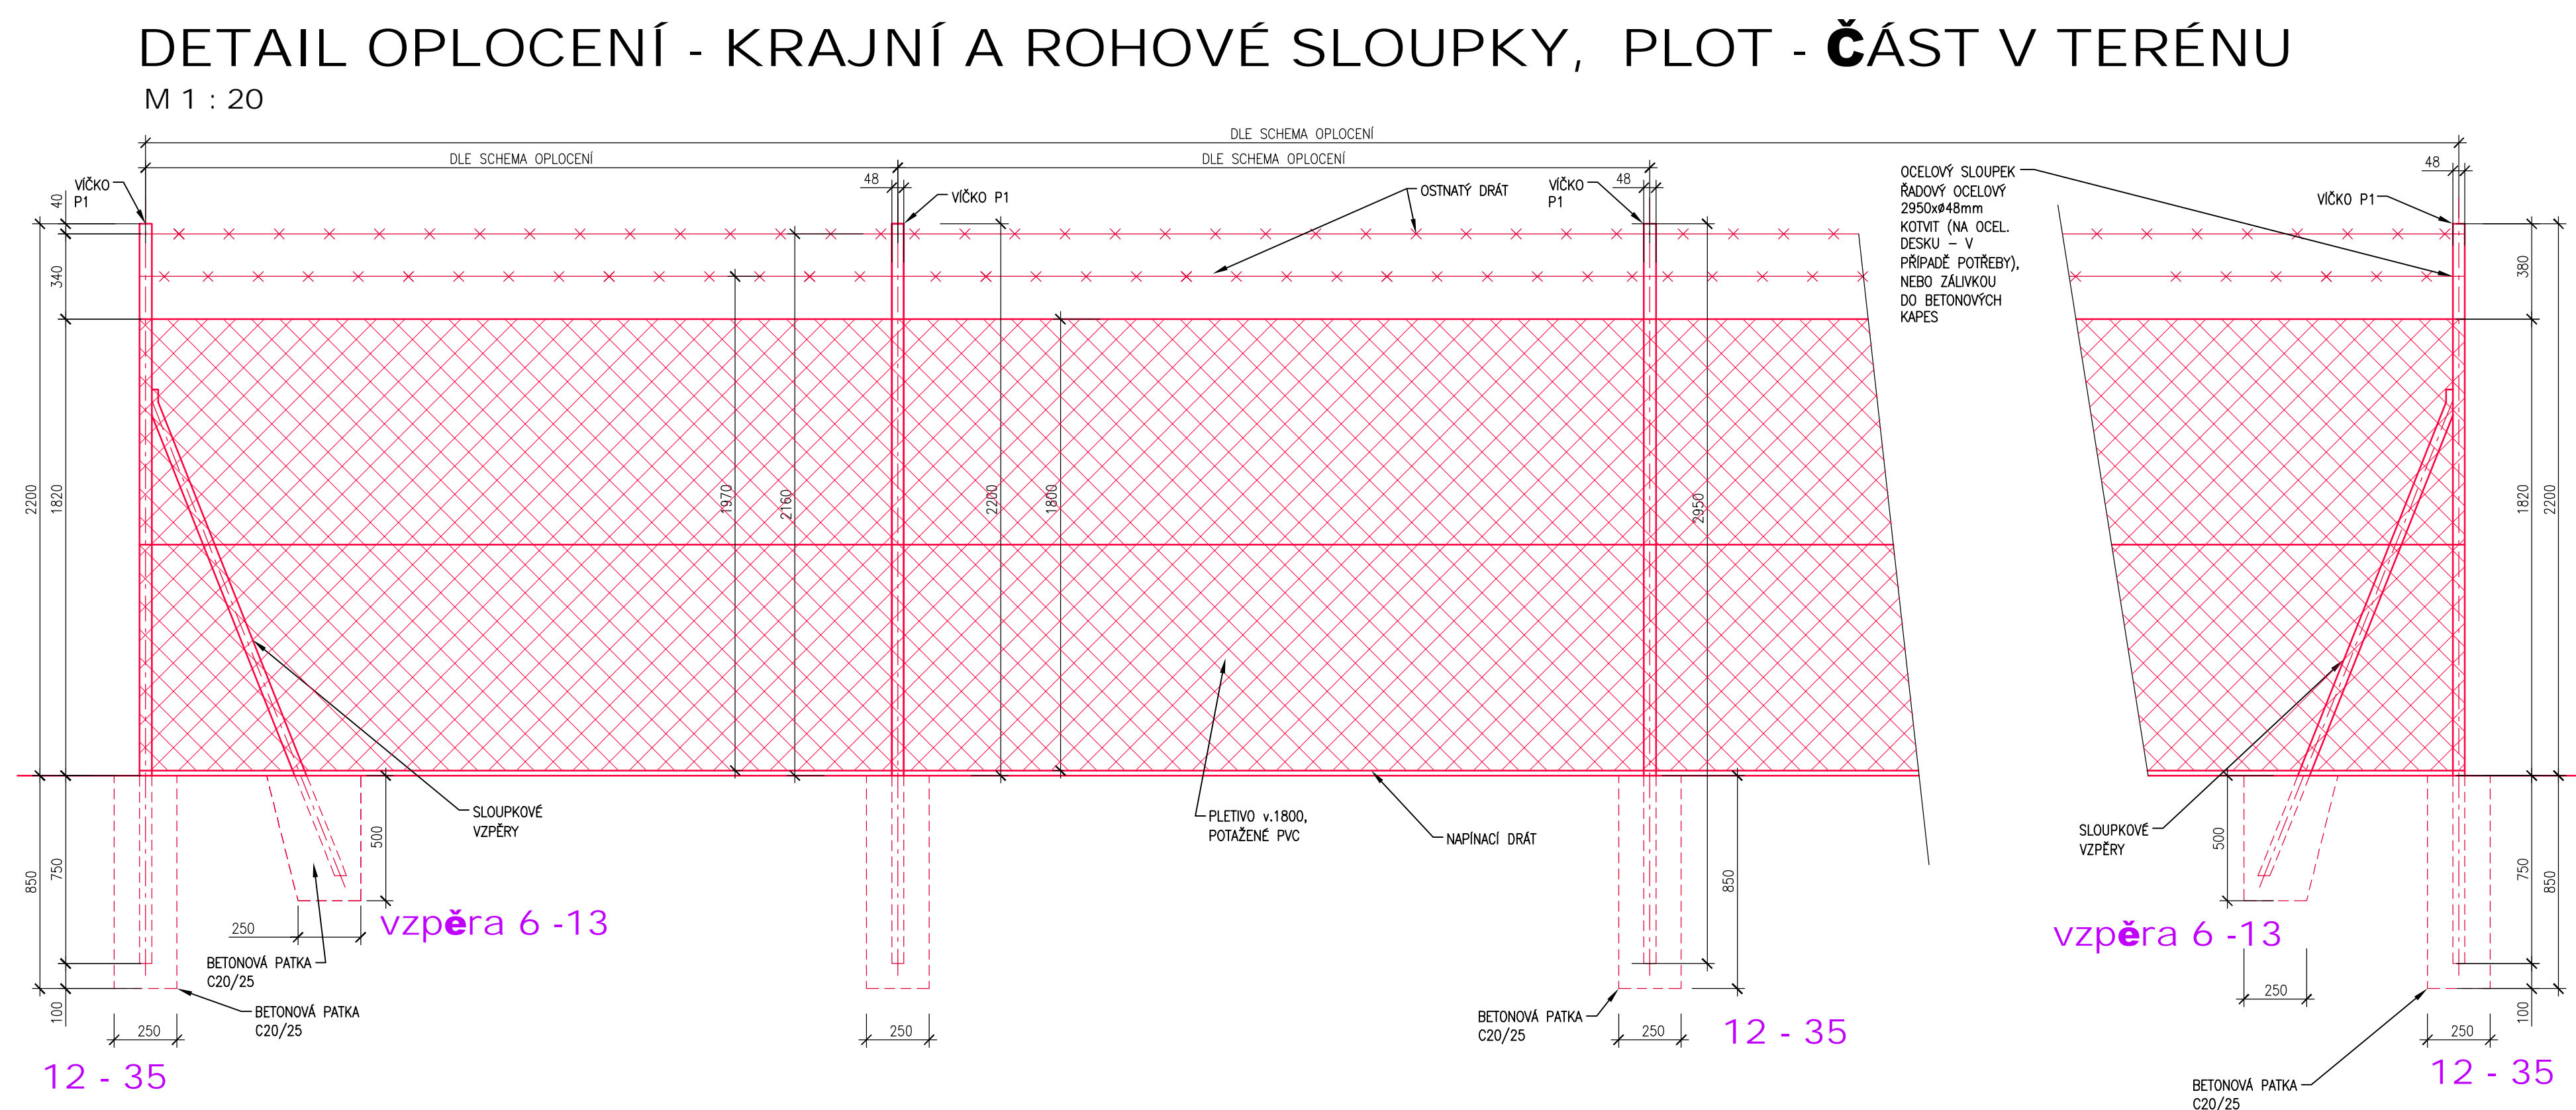 DETAIL OPLOCENÍ - KRAJNÍ A ROHOVÉ SLOUPKY, PLOT - ČÁST V TERÉNU
M 1 : 20
DLE SCHEMA OPLOCENÍ
DLE SCHEMA OPLOCENÍ
DLE SCHEMA OPLOCENÍ
VÍČKO
P1
48
VÍČKO P1
OSTNATÝ DRÁT
VÍČKO
P1
48
OCELOVÝ SLOUPEK
ŘADOVÝ OCELOVÝ
2950xø48mm
KOTVIT (NA OCEL.
DESKU – V
PŘÍPADĚ POTŘEBY),
NEBO ZÁLIVKOU
DO BETONOVÝCH
KAPES
VÍČKO P1
48
40
340
2200
1820
1970
2160
2200
1800
2950
380
1820
2200
SLOUPKOVÉ
VZPĚRY
PLETIVO v.1800,
POTAŽENÉ PVC
NAPÍNACÍ DRÁT
SLOUPKOVÉ
VZPĚRY
850
750
500
850
500
750
850
250
vzpěra 6 -13
vzpěra 6 -13
BETONOVÁ PATKA
C20/25
100
BETONOVÁ PATKA
C20/25
250
250
BETONOVÁ PATKA
C20/25
250
12 - 35
250
100
250
12 - 35
12 - 35
BETONOVÁ PATKA
C20/25